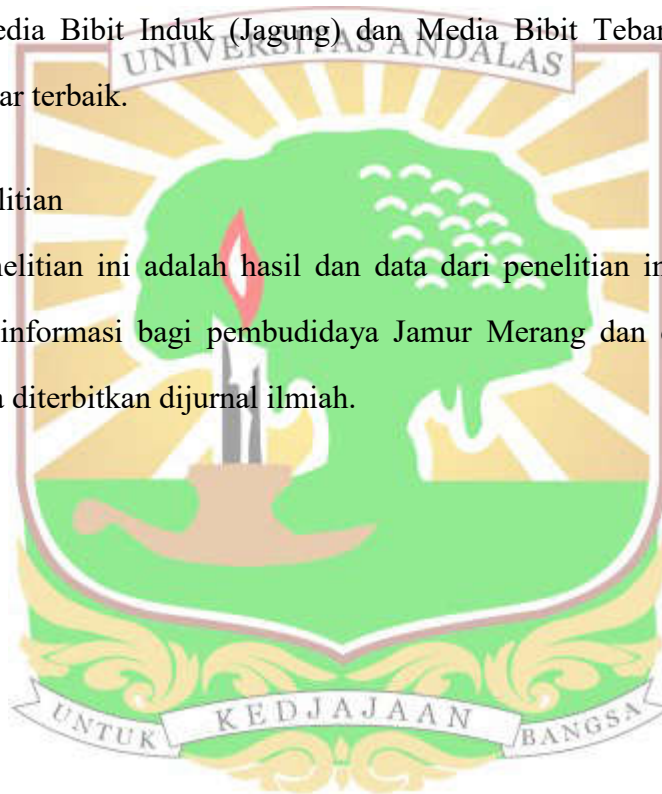 edia Bibit Induk (Jagung) dan Media Bibit Tebar
UNIVERSITAS ANDALAS
ar terbaik.
litian
nelitian ini adalah hasil dan data dari penelitian in
informasi bagi pembudidaya Jamur Merang dan
a diterbitkan dijurnal ilmiah.
UNTUK KEDJAJAAN BANGSA